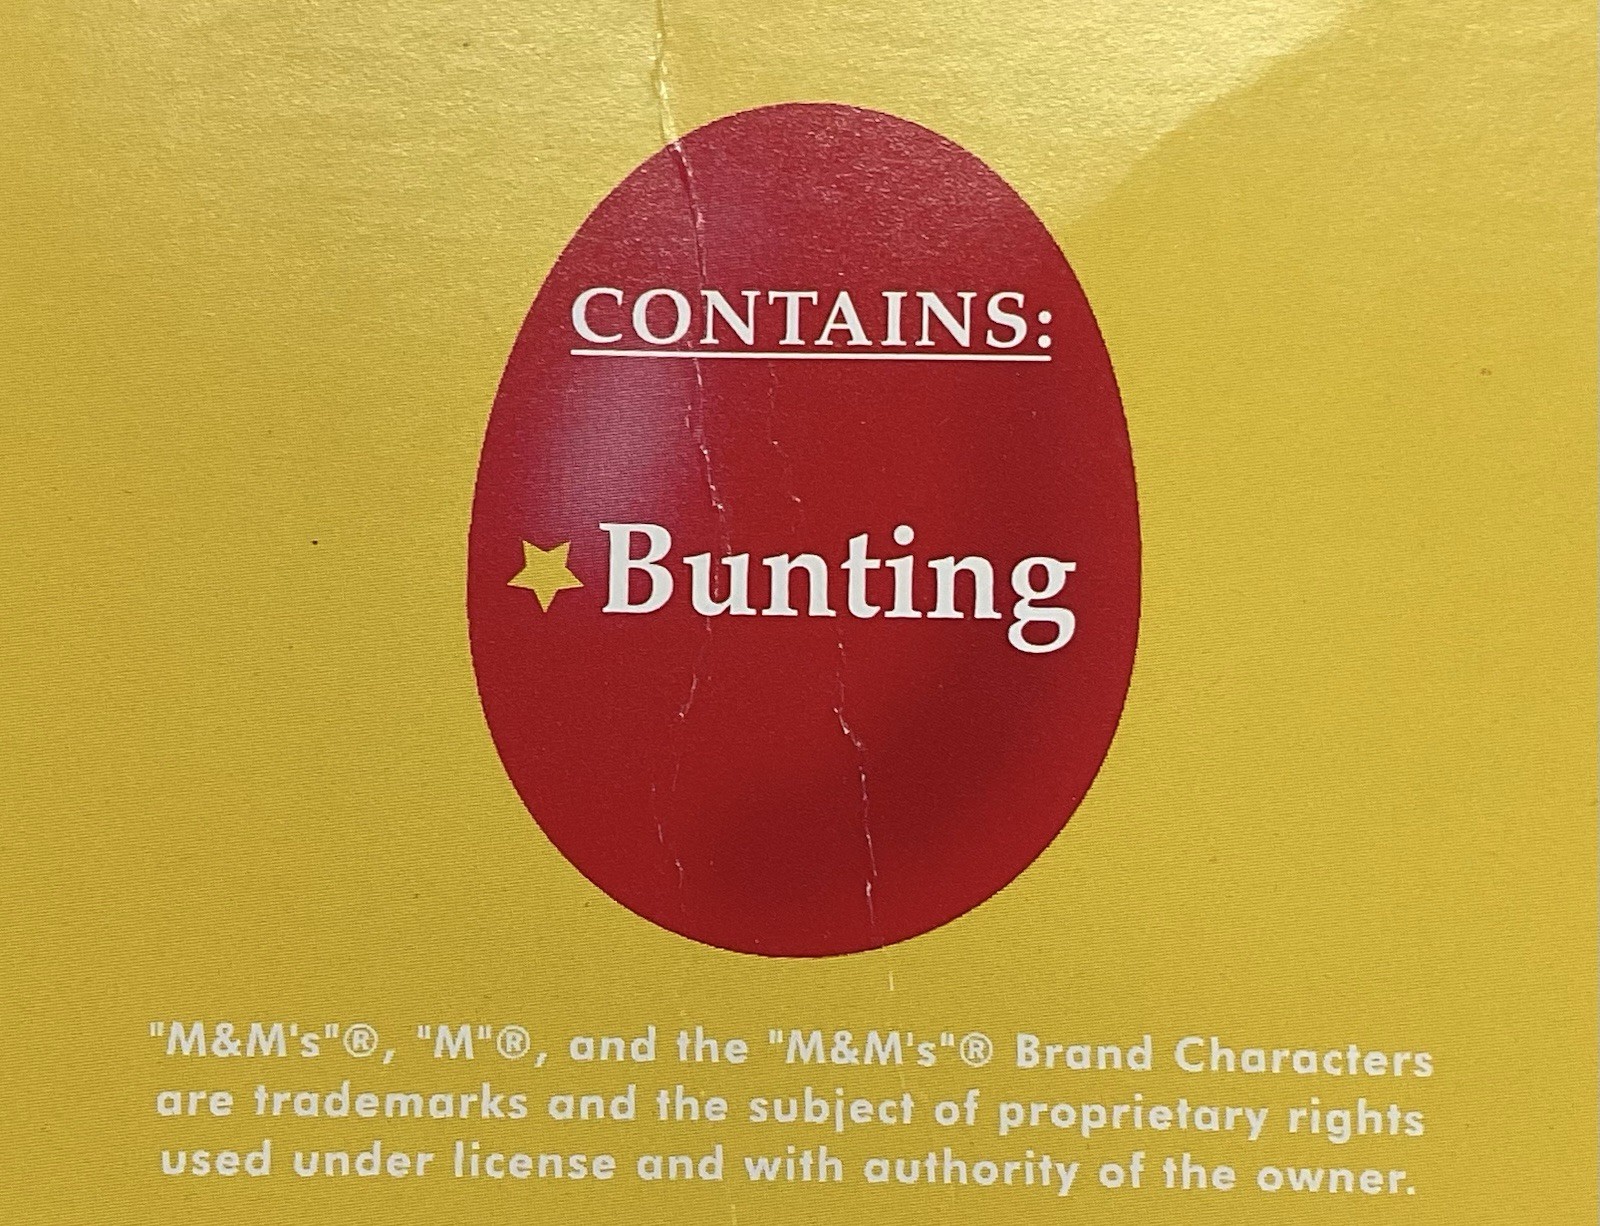 CONTAINS:
Bunting
"M&M's"®, "M"®, and the "M&M's"® Brand Characters
are trademarks and the subject of proprietary rights
used under license and with authority of the owner.